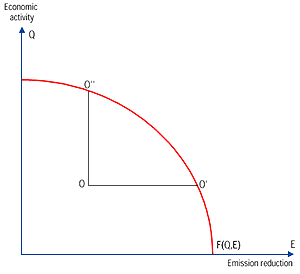 Economic
activity
Q
O''
O
O'
F(Q,E)
E
Emission reduction